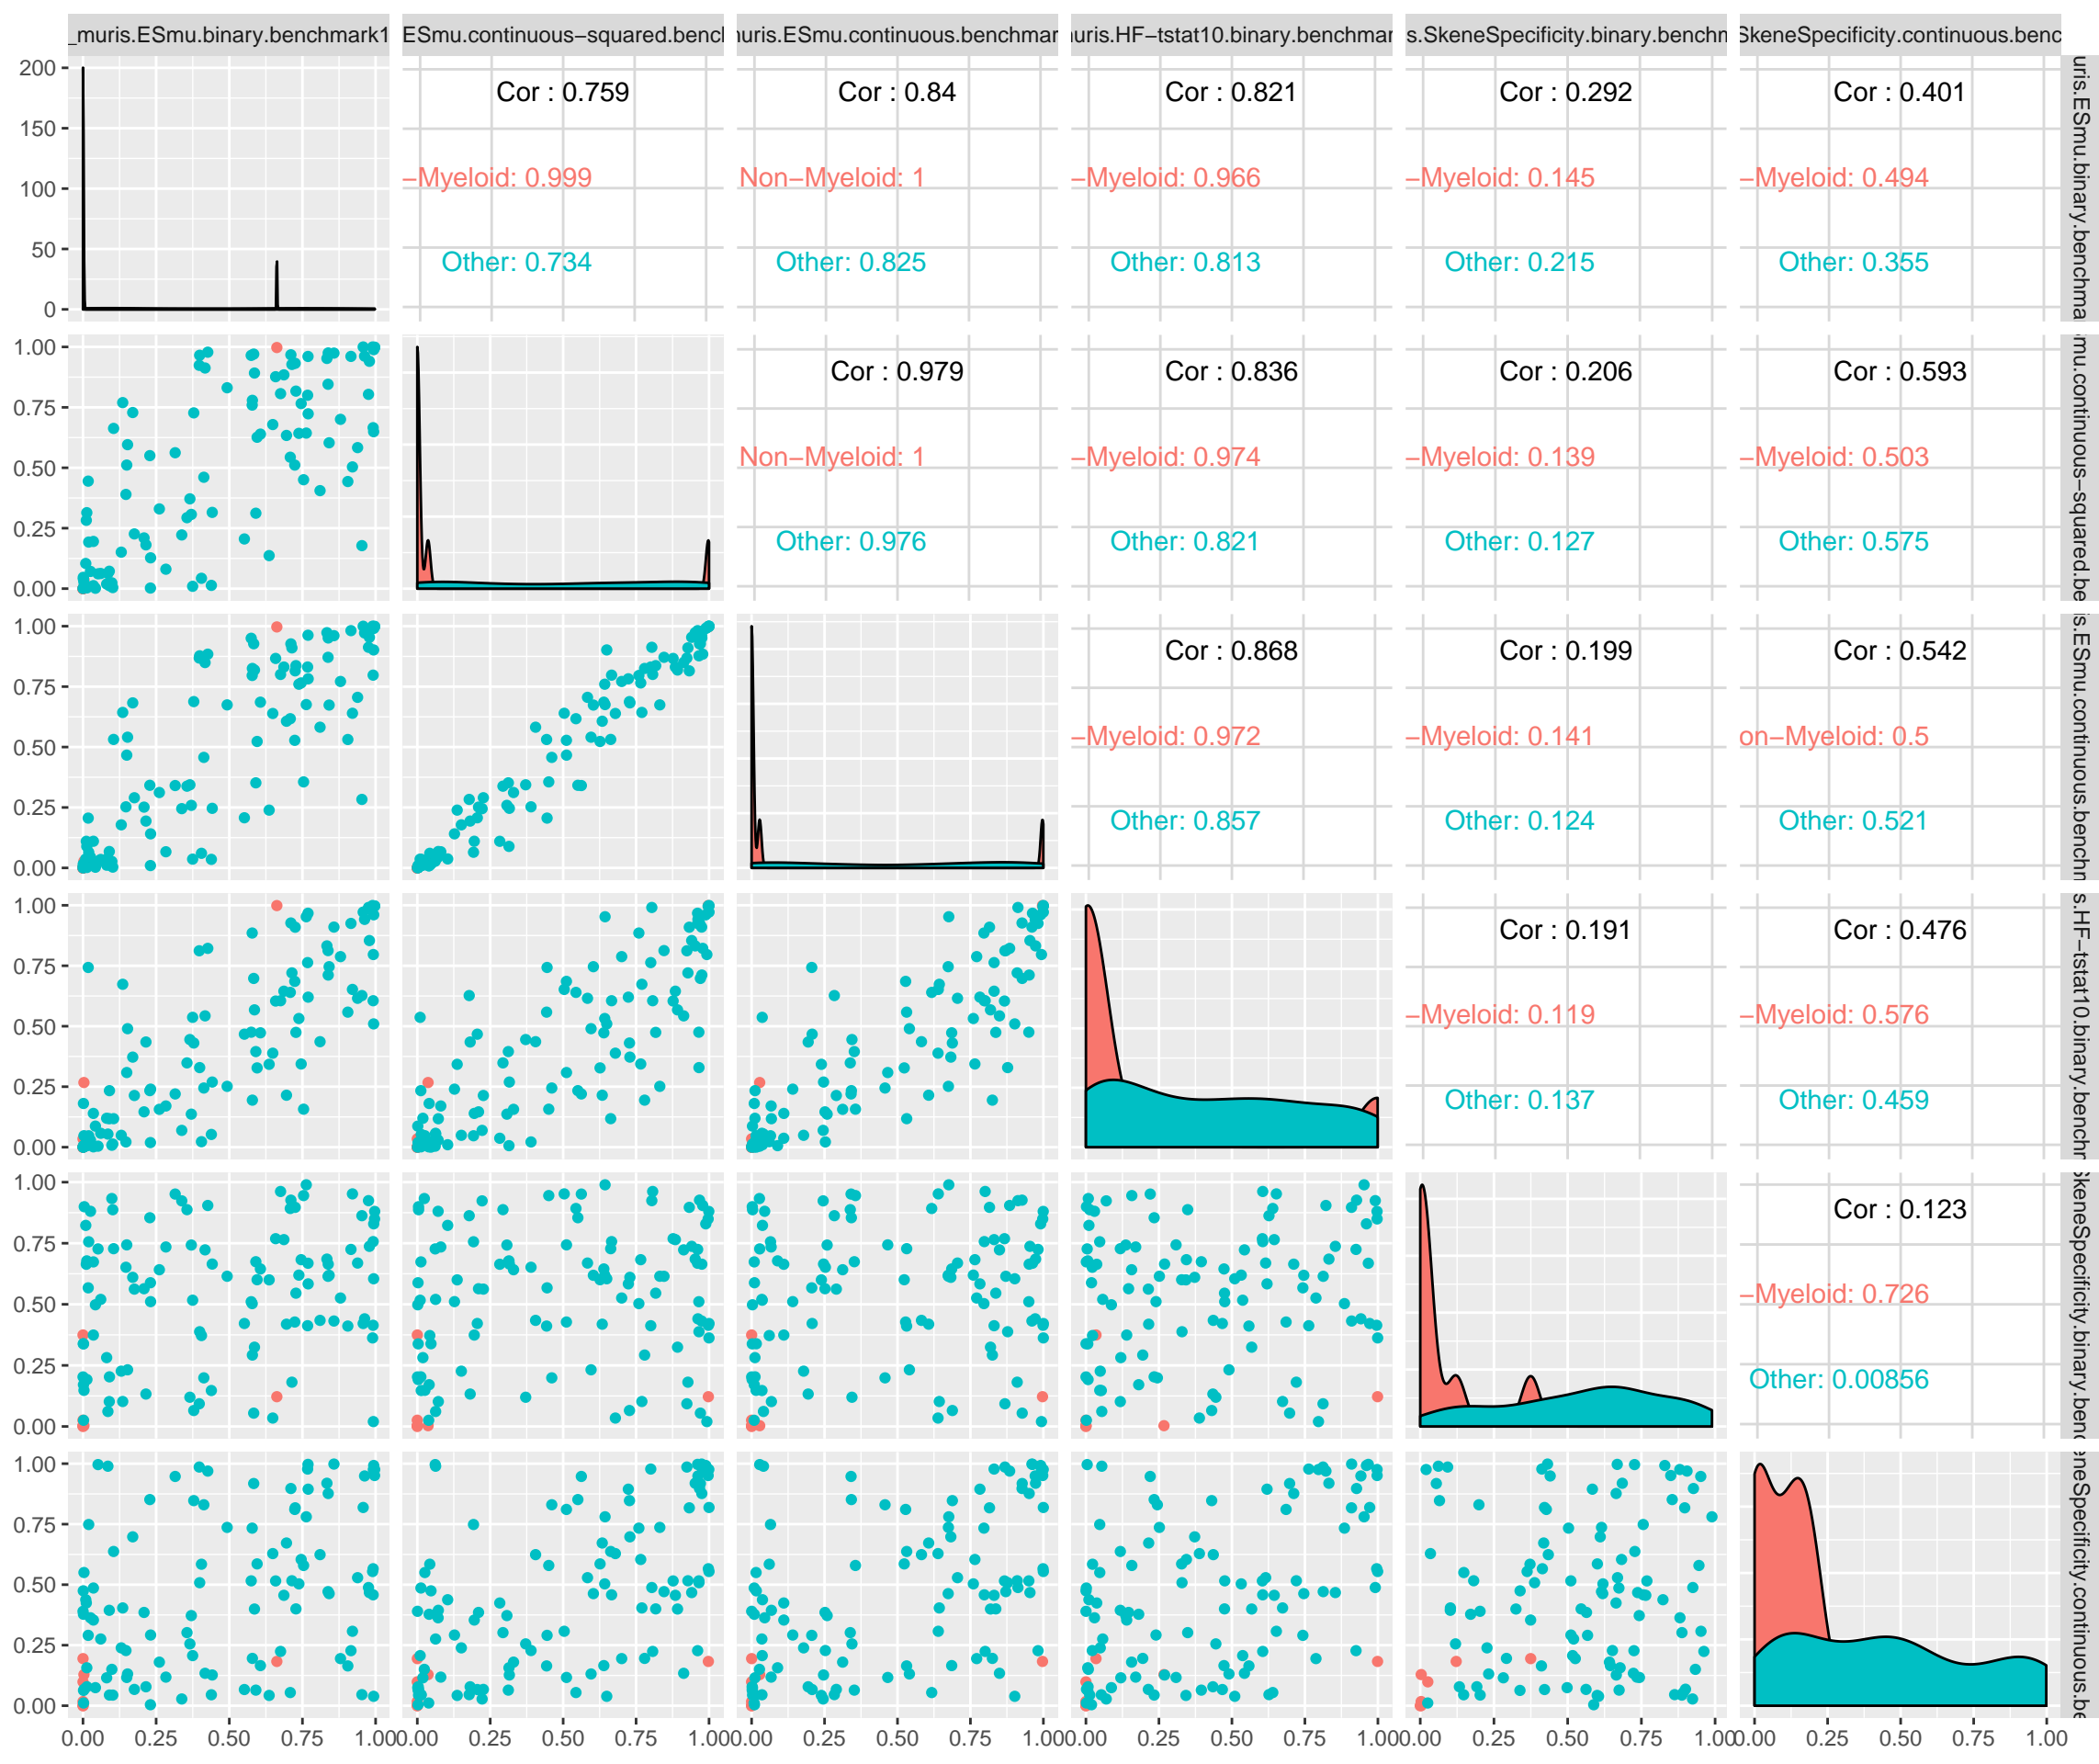 _muris.ESmu.binary.benchmark1
ESmu.continuous−squared.bencl
nuris.ESmu.continuous.benchmar
nuris.HF−tstat10.binary.benchmar
s.SkeneSpecificity.binary.benchn
SkeneSpecificity.continuous.benc
200
150
100
50
0
Cor : 0.759
−Myeloid: 0.999
Other: 0.734
Cor : 0.84
Non−Myeloid: 1
Other: 0.825
Cor : 0.821
−Myeloid: 0.966
Other: 0.813
Cor : 0.292
−Myeloid: 0.145
Other: 0.215
Cor : 0.401
−Myeloid: 0.494
Other: 0.355
uris.ESmu.binary.benchma
1.00
0.75
0.50
0.25
0.00
Cor : 0.979
Non−Myeloid: 1
Other: 0.976
Cor : 0.836
−Myeloid: 0.974
Other: 0.821
Cor : 0.206
−Myeloid: 0.139
Other: 0.127
Cor : 0.593
−Myeloid: 0.503
Other: 0.575
mu.continuous−squared.be
1.00
0.75
0.50
0.25
0.00
Cor : 0.868
−Myeloid: 0.972
Other: 0.857
Cor : 0.199
−Myeloid: 0.141
Other: 0.124
Cor : 0.542
on−Myeloid: 0.5
Other: 0.521
is.ESmu.continuous.benchn
1.00
0.75
0.50
0.25
0.00
Cor : 0.191
−Myeloid: 0.119
Other: 0.137
Cor : 0.476
−Myeloid: 0.576
Other: 0.459
s.HF−tstat10.binary.benchn
1.00
0.75
0.50
0.25
0.00
Cor : 0.123
−Myeloid: 0.726
Other: 0.00856
SkeneSpecificity.binary.benc
1.00
0.75
0.50
0.25
0.00
eneSpecificity.continuous.be
0.00 0.25 0.50 0.75 1.00
0.00 0.25 0.50 0.75 1.00
0.00 0.25 0.50 0.75 1.00
0.00 0.25 0.50 0.75 1.00
0.00 0.25 0.50 0.75 1.00
0.00 0.25 0.50 0.75 1.00